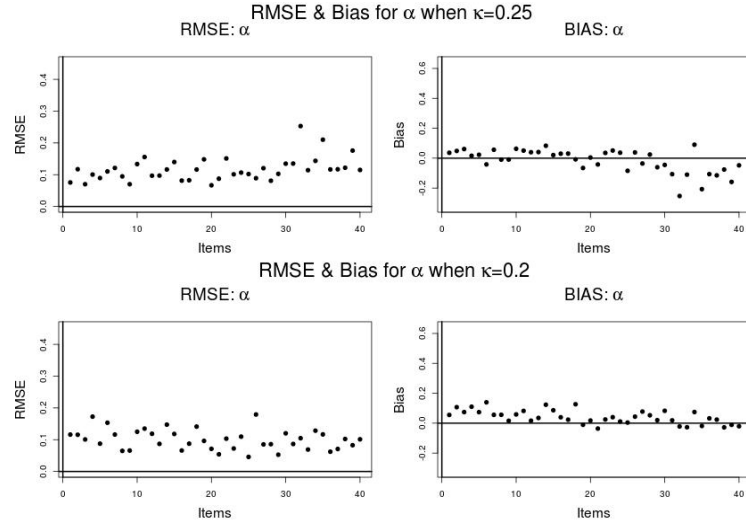 RMSE & Bias for α when κ=0.25
RMSE: α
BIAS: α
RMSE
0.0 0.1 0.2 0.3 0.4
0 10 20 30 40
Items
Bias
-0.2 0.0 0.2 0.4 0.6
0 10 20 30 40
Items
RMSE & Bias for α when κ=0.2
RMSE: α
BIAS: α
RMSE
0.0 0.1 0.2 0.3 0.4
0 10 20 30 40
Items
Bias
-0.2 0.0 0.2 0.4 0.6
0 10 20 30 40
Items